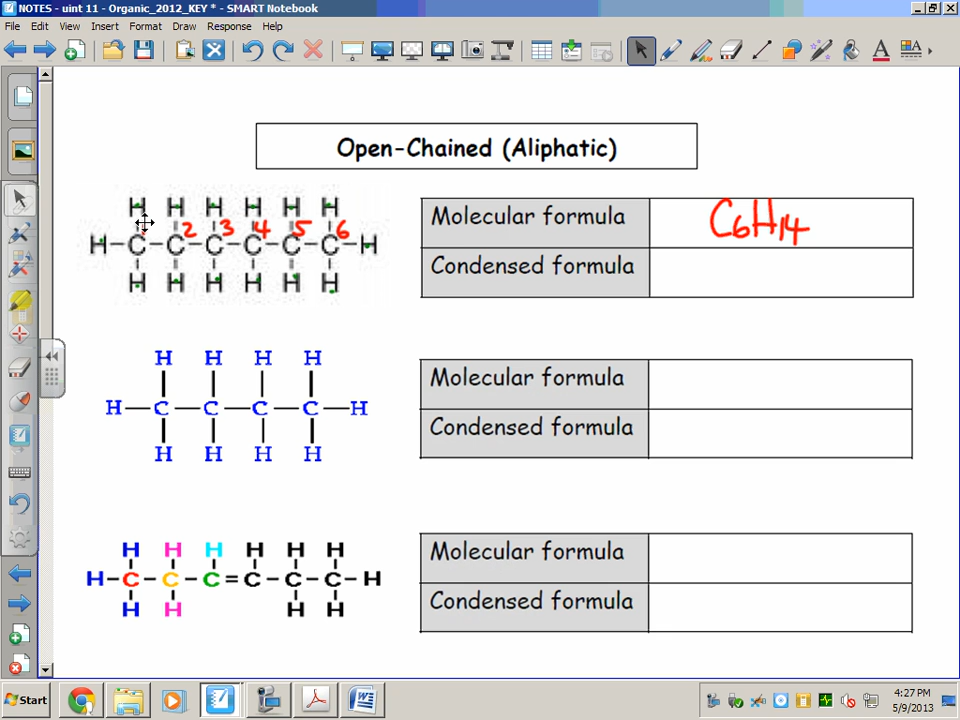 NOTES - uint 11 - Organic_2012_KEY * - SMART Notebook
File Edit View Insert Format Draw Response Help
Open-Chained (Aliphatic)
H H H H H H
2 3 4 5 6
H-C-C-C-C-C-C-H
H H H H H H
Molecular formula C6H14
Condensed formula
H H H H
H-C-C-C-C-H
H H H H
Molecular formula
Condensed formula
H H H H H H
H-C-C-C=C-C-C-H
H H H H
Molecular formula
Condensed formula
Start
4:27 PM
5/9/2013